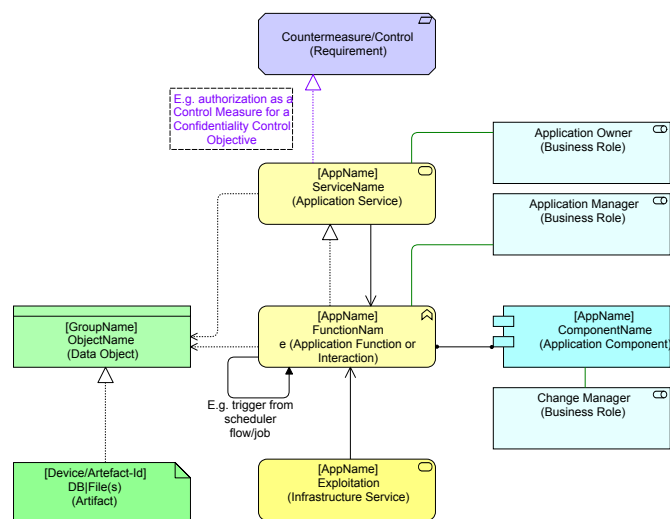 Countermeasure/Control
(Requirement)
E.g. authorization as a
Control Measure for a
Confidentiality Control
Objective
[AppName]
ServiceName
(Application Service)
Application Owner
(Business Role)
Application Manager
(Business Role)
[GroupName]
ObjectName
(Data Object)
[AppName]
FunctionNam
e (Application Function or
Interaction)
[AppName]
ComponentName
(Application Component)
E.g. trigger from
scheduler
flow/job
Change Manager
(Business Role)
[Device/Artefact-Id]
DB|File(s)
(Artifact)
[AppName]
Exploitation
(Infrastructure Service)